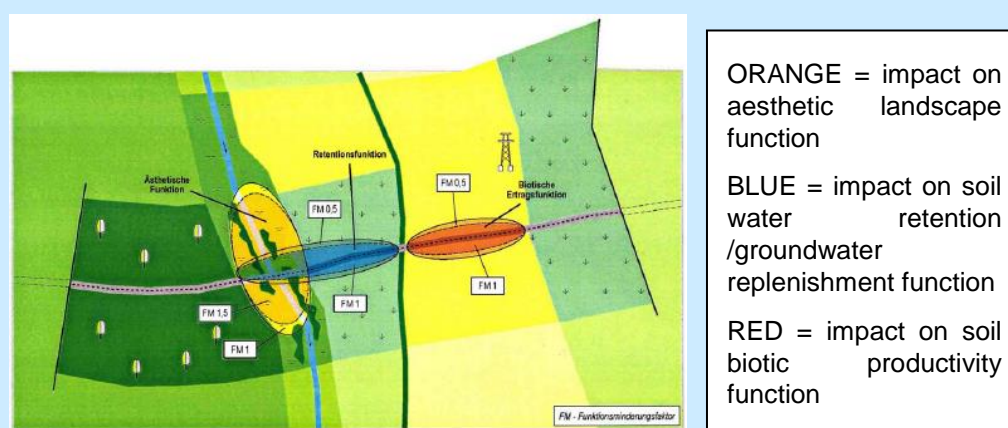 Ästhetische
Funktion
Retentionsfunktion
FM 0,5
FM 0,5
Biotische
Ertragsfunktion
FM 1,5
FM 1
FM 1
FM 1
FM - Funktionsminderungsfaktor
ORANGE = impact on
aesthetic landscape
function
BLUE = impact on soil
water retention
/groundwater
replenishment function
RED = impact on soil
biotic productivity
function